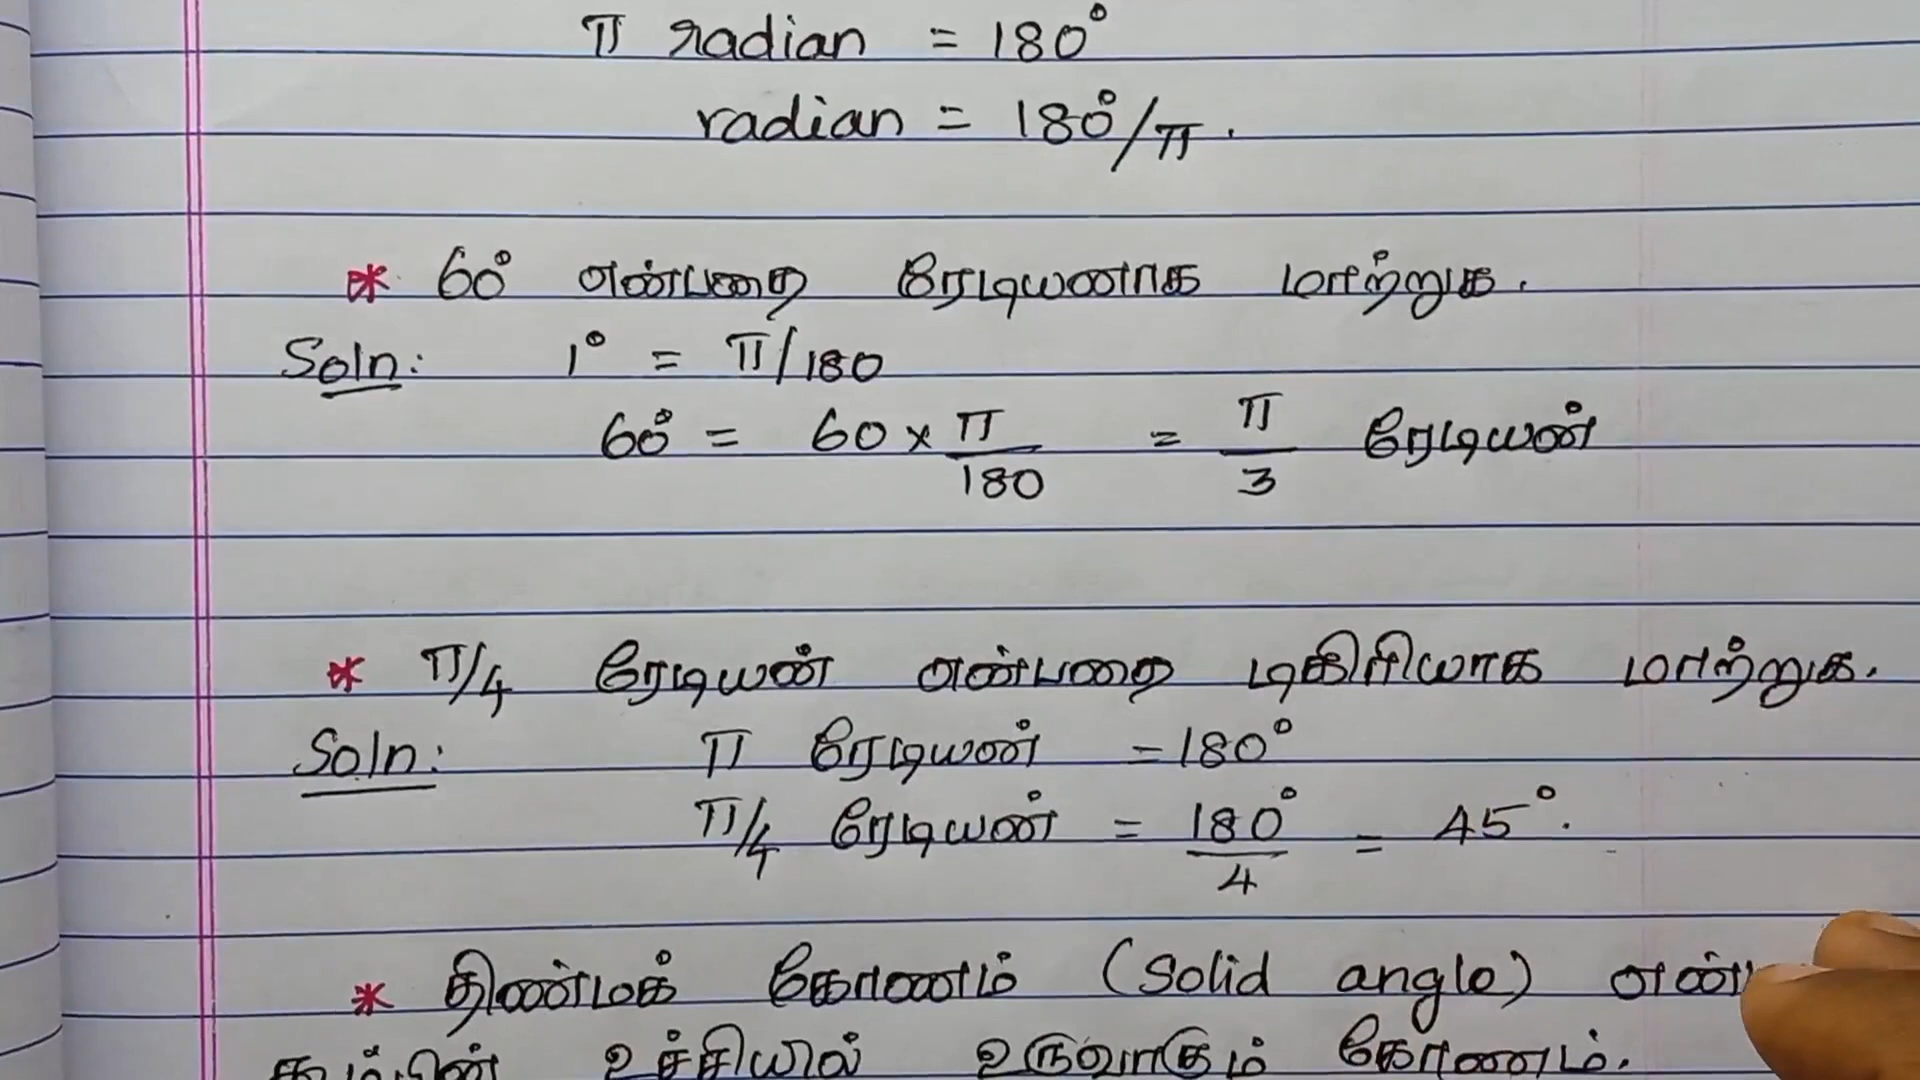 π radian = 180°
radian = 180°/π.
* 60° என்பதை ரேடியனாக மாற்றுக.
Soln: 1° = π/180
60° = 60 × π/180 = π/3 ரேடியன்
* π/4 ரேடியன் என்பதை டிகிரியாக மாற்றுக.
Soln: π ரேடியன் = 180°
π/4 ரேடியன் = 180°/4 = 45°.
* திண்மக் கோணம் (Solid angle)
உச்சியில் உருவாகும் கோணம்.